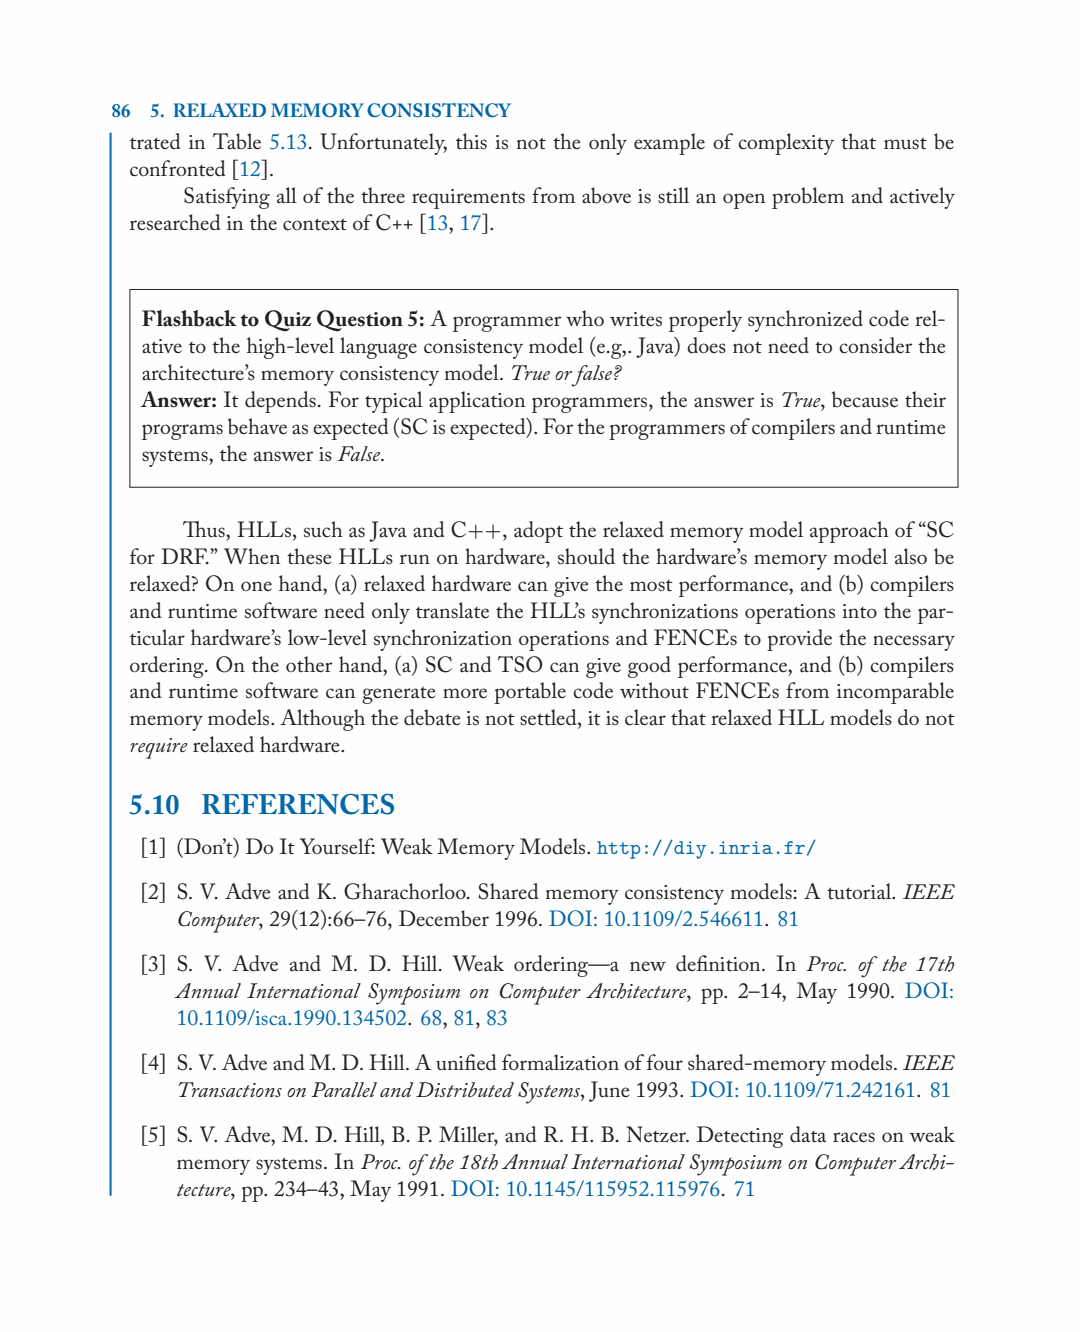 86 5. RELAXED MEMORY CONSISTENCY
trated in Table 5.13. Unfortunately, this is not the only example of complexity that must be
confronted [12].
Satisfying all of the three requirements from above is still an open problem and actively
researched in the context of C++ [13, 17].
Flashback to Quiz Question 5: A programmer who writes properly synchronized code rel-
ative to the high-level language consistency model (e.g,. Java) does not need to consider the
architecture’s memory consistency model. True or false?
Answer: It depends. For typical application programmers, the answer is True, because their
programs behave as expected (SC is expected). For the programmers of compilers and runtime
systems, the answer is False.
Thus, HLLs, such as Java and C++, adopt the relaxed memory model approach of “SC
for DRF.” When these HLLs run on hardware, should the hardware’s memory model also be
relaxed? On one hand, (a) relaxed hardware can give the most performance, and (b) compilers
and runtime software need only translate the HLL’s synchronizations operations into the par-
ticular hardware’s low-level synchronization operations and FENCEs to provide the necessary
ordering. On the other hand, (a) SC and TSO can give good performance, and (b) compilers
and runtime software can generate more portable code without FENCEs from incomparable
memory models. Although the debate is not settled, it is clear that relaxed HLL models do not
require relaxed hardware.
5.10 REFERENCES
[1] (Don’t) Do It Yourself: Weak Memory Models. http://diy.inria.fr/
[2] S. V. Adve and K. Gharachorloo. Shared memory consistency models: A tutorial. IEEE
Computer, 29(12):66–76, December 1996. DOI: 10.1109/2.546611. 81
[3] S. V. Adve and M. D. Hill. Weak ordering—a new definition. In Proc. of the 17th
Annual International Symposium on Computer Architecture, pp. 2–14, May 1990. DOI:
10.1109/isca.1990.134502. 68, 81, 83
[4] S. V. Adve and M. D. Hill. A unified formalization of four shared-memory models. IEEE
Transactions on Parallel and Distributed Systems, June 1993. DOI: 10.1109/71.242161. 81
[5] S. V. Adve, M. D. Hill, B. P. Miller, and R. H. B. Netzer. Detecting data races on weak
memory systems. In Proc. of the 18th Annual International Symposium on Computer Archi-
tecture, pp. 234–43, May 1991. DOI: 10.1145/115952.115976. 71